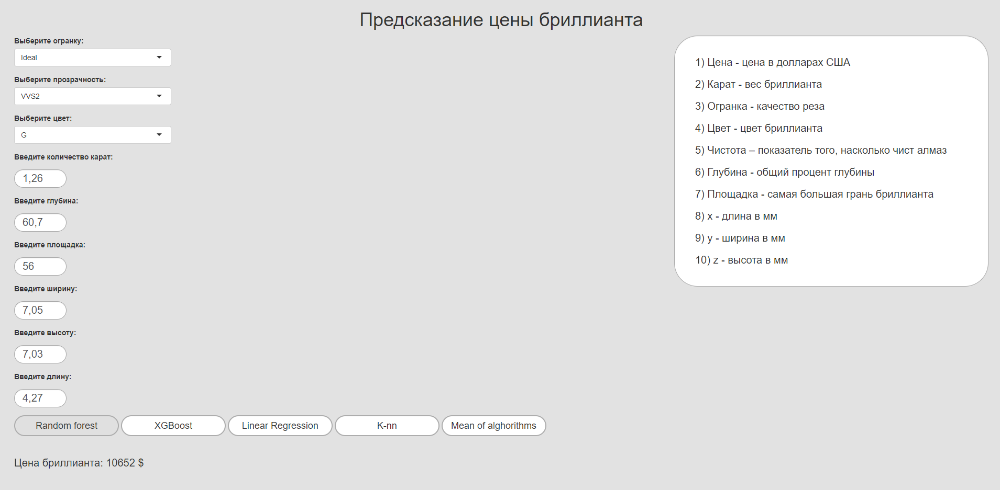 Предсказание цены бриллианта
Выберите огранку:
Ideal
Выберите прозрачность:
VVS2
Выберите цвет:
G
Введите количество карат:
1,26
Введите глубина:
60,7
Введите площадка:
56
Введите ширину:
7,05
Введите высоту:
7,03
Введите длину:
4,27
Random forest
XGBoost
Linear Regression
K-nn
Mean of alghorithms
Цена бриллианта: 10652 $
1) Цена - цена в долларах США
2) Карат - вес бриллианта
3) Огранка - качество реза
4) Цвет - цвет бриллианта
5) Чистота – показатель того, насколько чист алмаз
6) Глубина - общий процент глубины
7) Площадка - самая большая грань бриллианта
8) x - длина в мм
9) y - ширина в мм
10) z - высота в мм